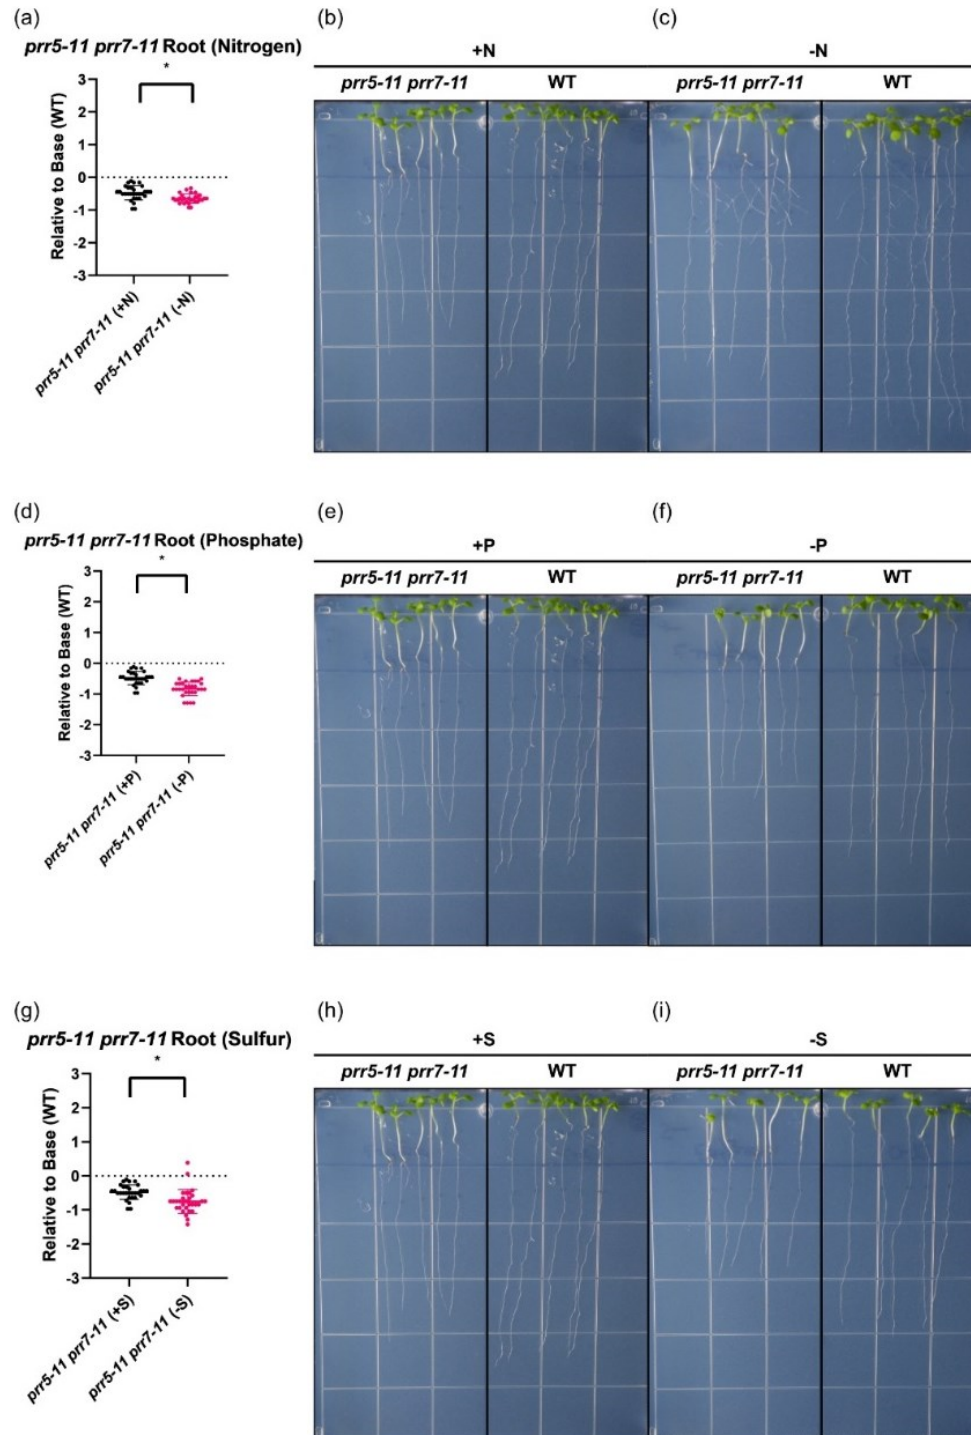 (a)
prr5-11 prr7-11 Root (Nitrogen)
*
3
2
1
0
-1
-2
-3
Relative to Base (WT)
prr5-11 prr7-11 (+N)
prr5-11 prr7-11 (-N)
(b)
+N
prr5-11 prr7-11 WT
(c)
-N
prr5-11 prr7-11 WT
(d)
prr5-11 prr7-11 Root (Phosphate)
*
3
2
1
0
-1
-2
-3
Relative to Base (WT)
prr5-11 prr7-11 (+P)
prr5-11 prr7-11 (-P)
(e)
+P
prr5-11 prr7-11 WT
(f)
-P
prr5-11 prr7-11 WT
(g)
prr5-11 prr7-11 Root (Sulfur)
*
3
2
1
0
-1
-2
-3
Relative to Base (WT)
prr5-11 prr7-11 (+S)
prr5-11 prr7-11 (-S)
(h)
+S
prr5-11 prr7-11 WT
(i)
-S
prr5-11 prr7-11 WT